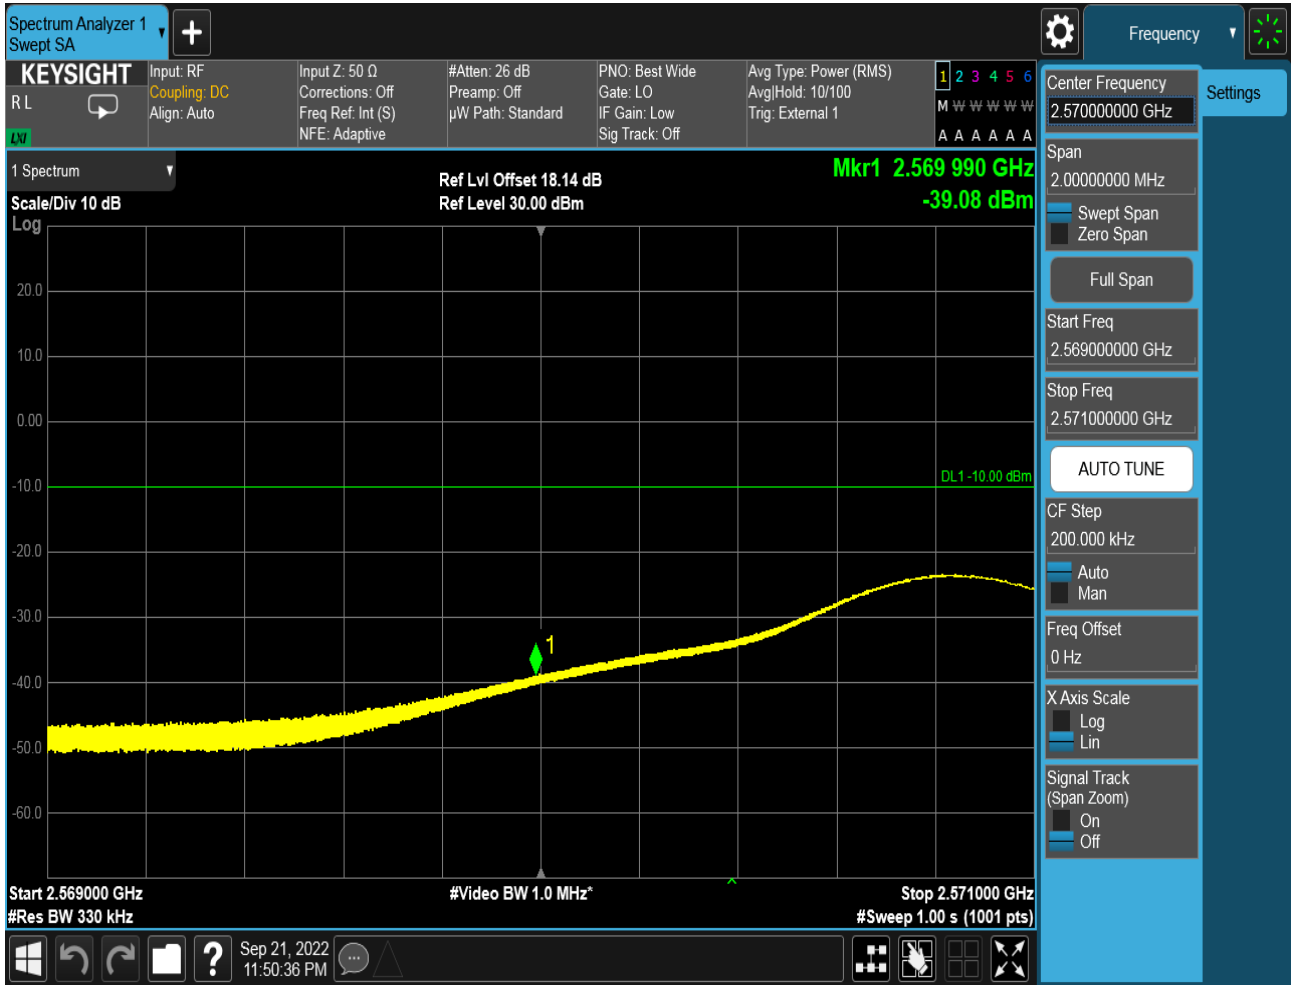 Spectrum Analyzer 1
Swept SA
Frequency
KEYSIGHT
R L
LXI
Input: RF
Coupling: DC
Align: Auto
Input Z: 50 Ω
Corrections: Off
Freq Ref: Int (S)
NFE: Adaptive
#Atten: 26 dB
Preamp: Off
µW Path: Standard
PNO: Best Wide
Gate: LO
IF Gain: Low
Sig Track: Off
Avg Type: Power (RMS)
Avg|Hold: 10/100
Trig: External 1
1 2 3 4 5 6
M W W W W W
A A A A A A
Center Frequency
2.570000000 GHz
Settings
Span
2.00000000 MHz
Swept Span
Zero Span
Full Span
Start Freq
2.569000000 GHz
Stop Freq
2.571000000 GHz
AUTO TUNE
CF Step
200.000 kHz
Auto
Man
Freq Offset
0 Hz
X Axis Scale
Log
Lin
Signal Track
(Span Zoom)
On
Off
1 Spectrum
Scale/Div 10 dB
Log
Ref Lvl Offset 18.14 dB
Ref Level 30.00 dBm
Mkr1 2.569 990 GHz
-39.08 dBm
20.0
10.0
0.00
-10.0
DL1 -10.00 dBm
-20.0
-30.0
1
-40.0
-50.0
-60.0
Start 2.569000 GHz
#Video BW 1.0 MHz*
Stop 2.571000 GHz
#Res BW 330 kHz
#Sweep 1.00 s (1001 pts)
Sep 21, 2022
11:50:36 PM